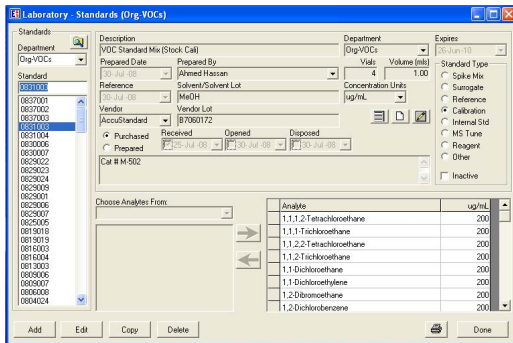 Laboratory - Standards (Org-VOCs)
Standards
Department
Org-VOCs
Standard
0831003
0837001
0837002
0837003
0831003
0831004
0830006
0830007
0829022
0829023
0829024
0829009
0829001
0829006
0829007
0825005
0819018
0819019
0816003
0816004
0813003
0809006
0809007
0806008
0804024
Description
VOC Standard Mix (Stock Cali)
Department
Org-VOCs
Expires
26-Jun-10
Prepared Date
30-Jul -08
Prepared By
Ahmed Hassan
Vials
4
Volume (mls)
1.00
Reference
30-Jul -08
Solvent/Solvent Lot
MeOH
Concentration Units
ug/mL
Vendor
AccuStandard
Vendor Lot
B7060172
Purchased
Prepared
Received
25-Jul -08
Opened
30-Jul -08
Disposed
30-Jul -08
Cat # M-502
Standard Type
Spike Mix
Surrogate
Reference
Calibration
Internal Std
MS Tune
Reagent
Other
Inactive
Choose Analytes From:
Analyte ug/mL
1,1,1,2-Tetrachloroethane 200
1,1,1-Trichloroethane 200
1,1,2,2-Tetrachloroethane 200
1,1,2-Trichloroethane 200
1,1-Dichloroethane 200
1,1-Dichloroethylene 200
1,2-Dibromoethane 200
1,2-Dichlorobenzene 200
Add
Edit
Copy
Delete
Done